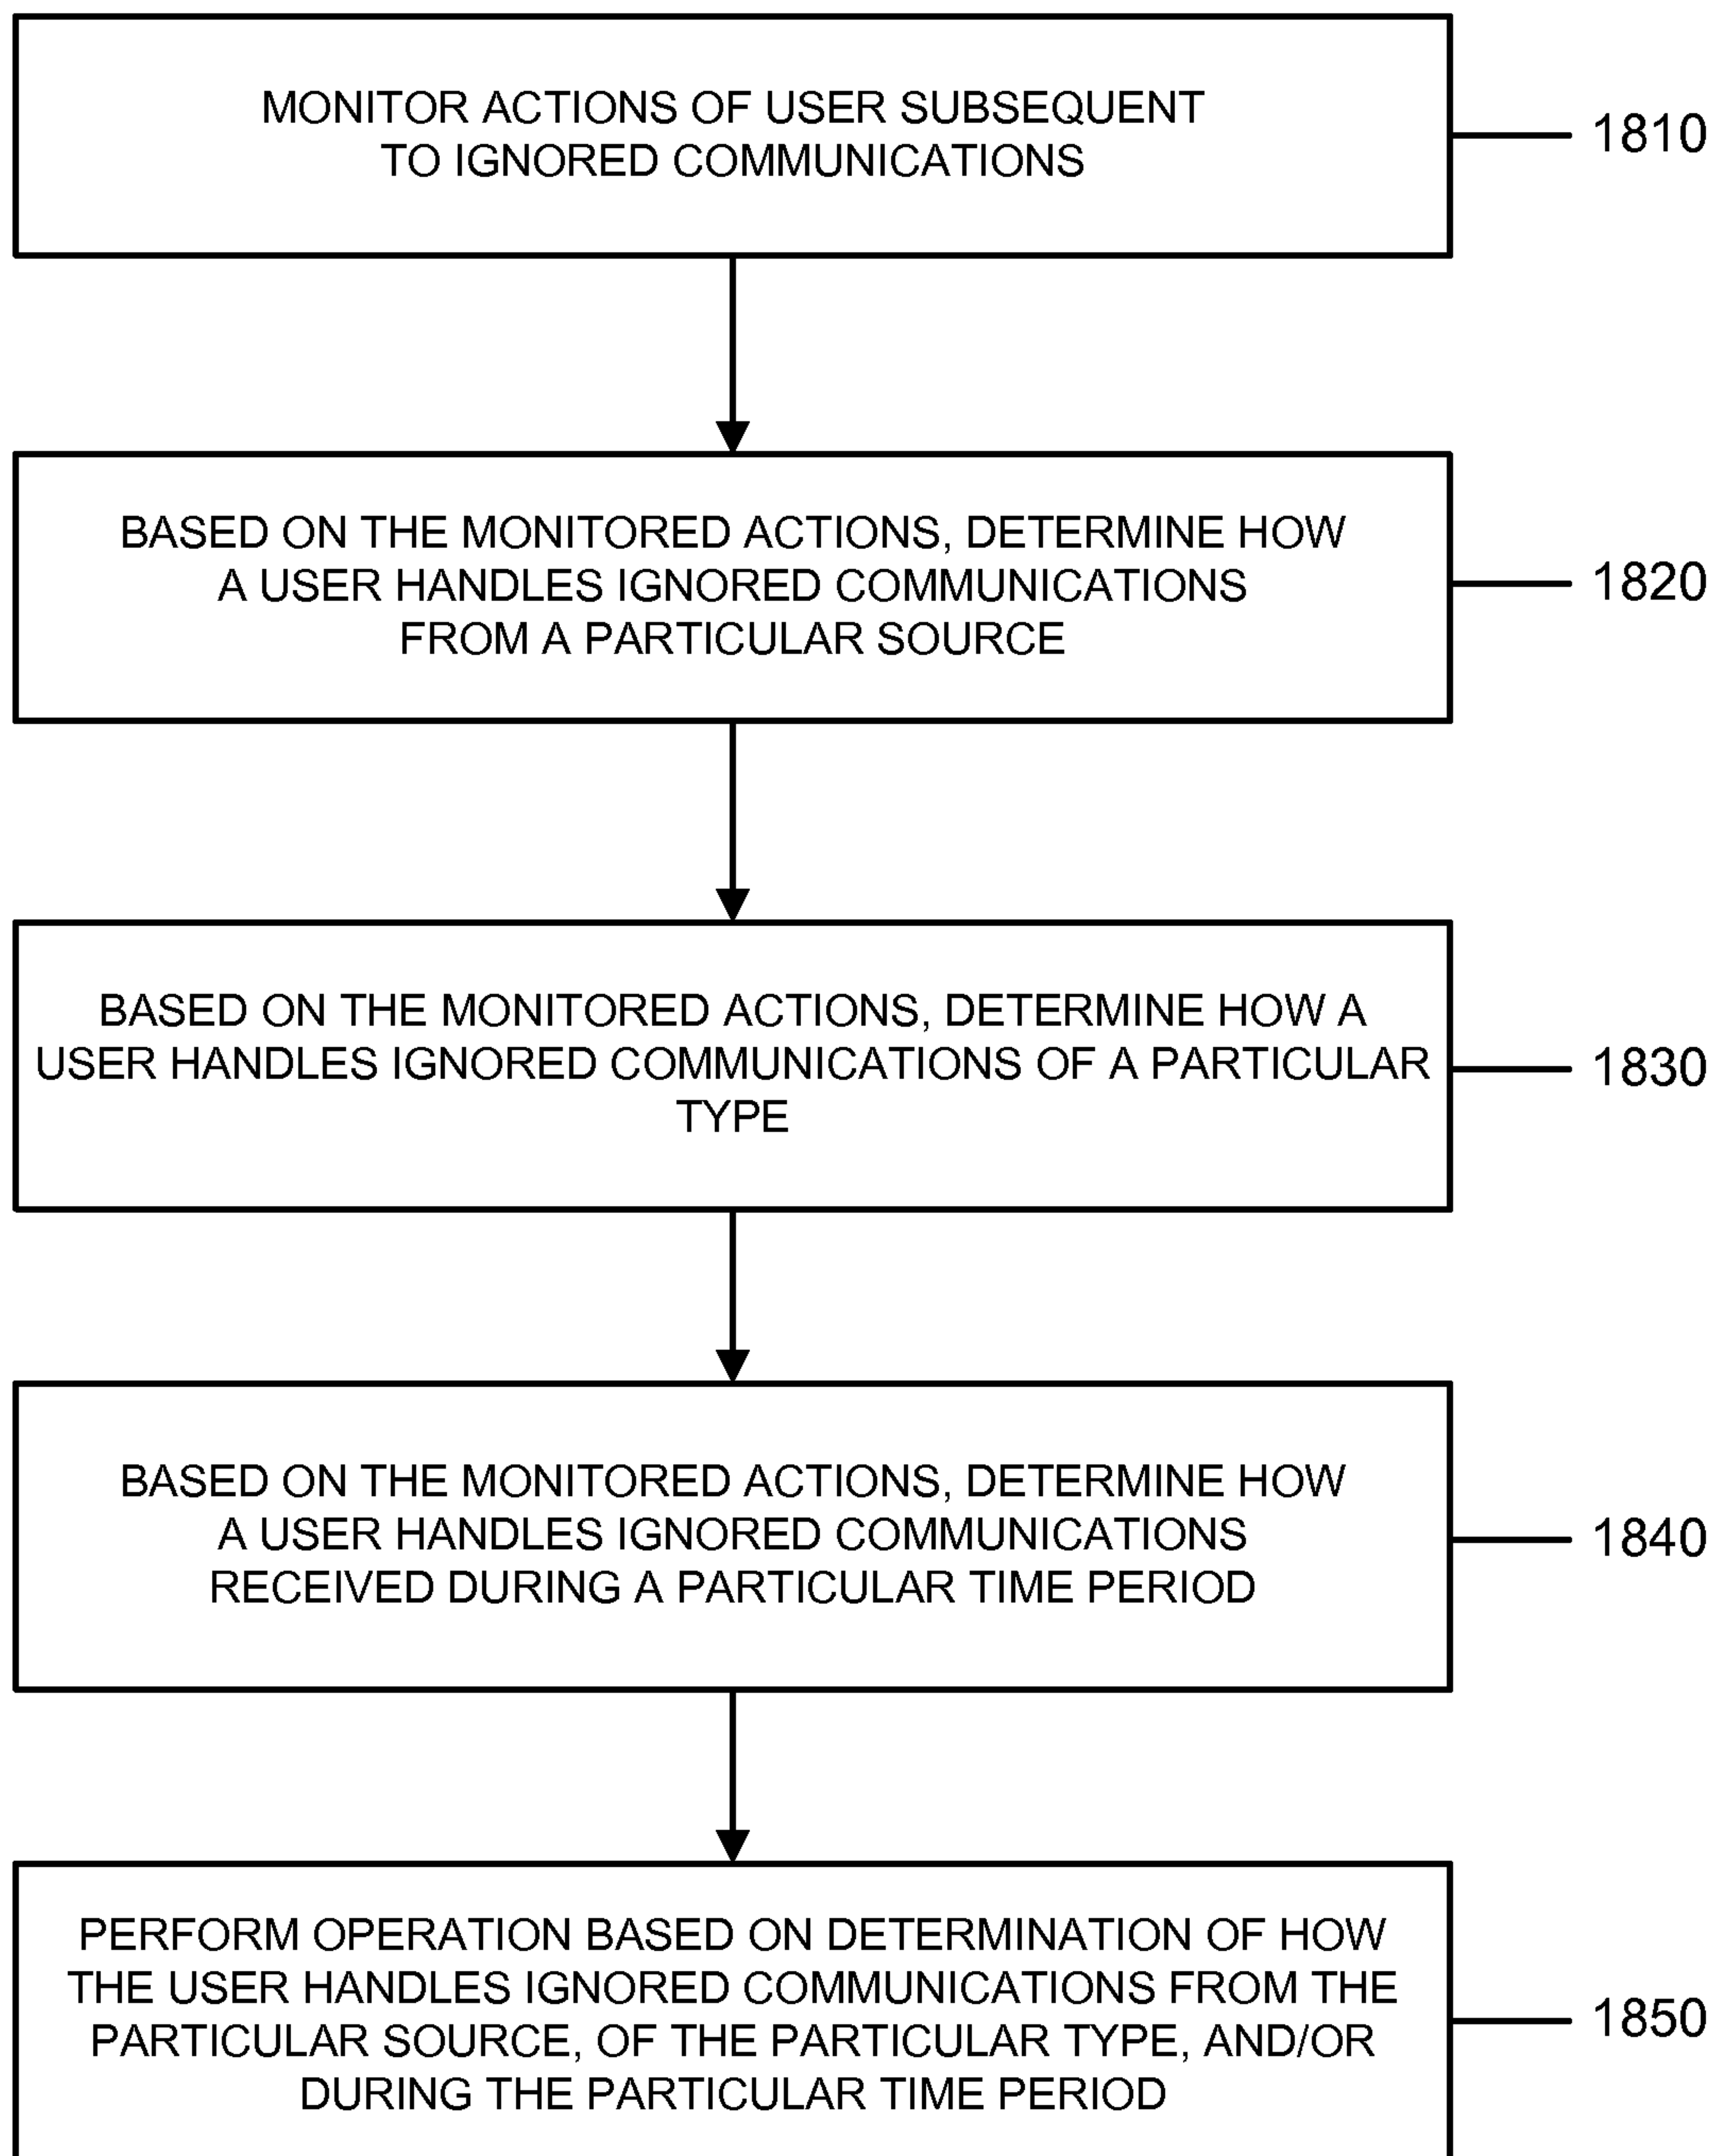 MONITOR ACTIONS OF USER SUBSEQUENT
TO IGNORED COMMUNICATIONS
1810
BASED ON THE MONITORED ACTIONS, DETERMINE HOW
A USER HANDLES IGNORED COMMUNICATIONS
FROM A PARTICULAR SOURCE
1820
BASED ON THE MONITORED ACTIONS, DETERMINE HOW A
USER HANDLES IGNORED COMMUNICATIONS OF A PARTICULAR
TYPE
1830
BASED ON THE MONITORED ACTIONS, DETERMINE HOW
A USER HANDLES IGNORED COMMUNICATIONS
RECEIVED DURING A PARTICULAR TIME PERIOD
1840
PERFORM OPERATION BASED ON DETERMINATION OF HOW
THE USER HANDLES IGNORED COMMUNICATIONS FROM THE
PARTICULAR SOURCE, OF THE PARTICULAR TYPE, AND/OR
DURING THE PARTICULAR TIME PERIOD
1850